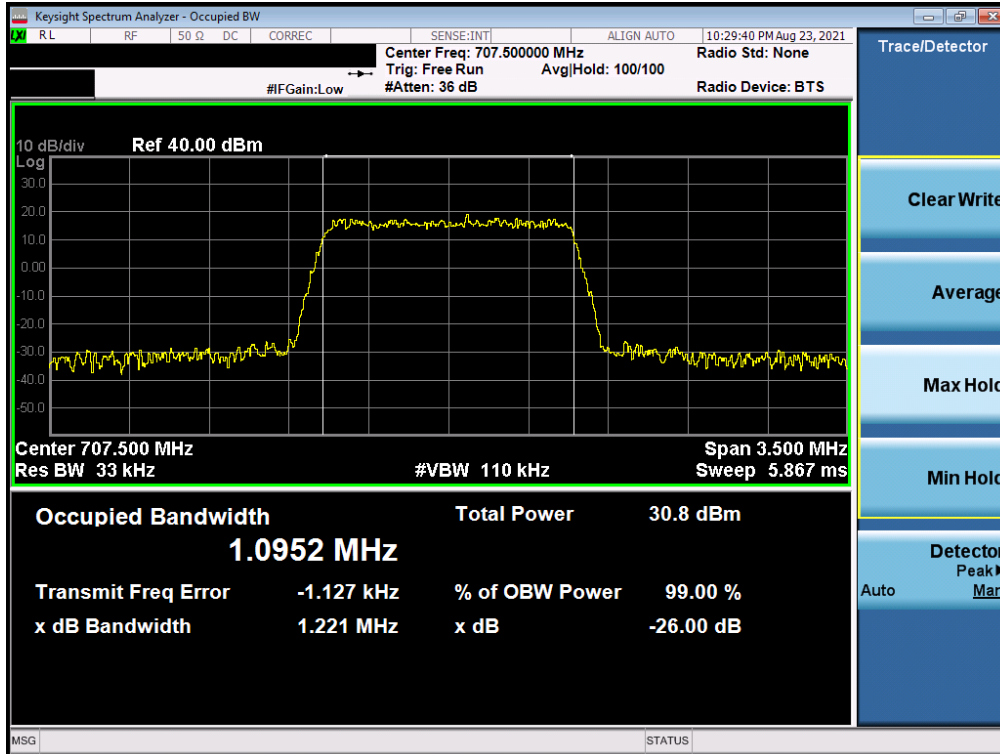 Keysight Spectrum Analyzer - Occupied BW
LXI RL RF 50 Ω DC CORREC SENSE:INT ALIGN AUTO 10:29:40 PM Aug 23, 2021
Center Freq: 707.500000 MHz Radio Std: None
Trig: Free Run Avg|Hold: 100/100
#IFGain:Low #Atten: 36 dB Radio Device: BTS
10 dB/div Ref 40.00 dBm
Log
30.0
20.0
10.0
0.00
-10.0
-20.0
-30.0
-40.0
-50.0
Center 707.500 MHz Span 3.500 MHz
Res BW 33 kHz #VBW 110 kHz Sweep 5.867 ms
Occupied Bandwidth Total Power 30.8 dBm
1.0952 MHz
Transmit Freq Error -1.127 kHz % of OBW Power 99.00 %
x dB Bandwidth 1.221 MHz x dB -26.00 dB
MSG STATUS
Trace/Detector
Clear Write
Average
Max Hold
Min Hold
Detector
Peak
Auto Man